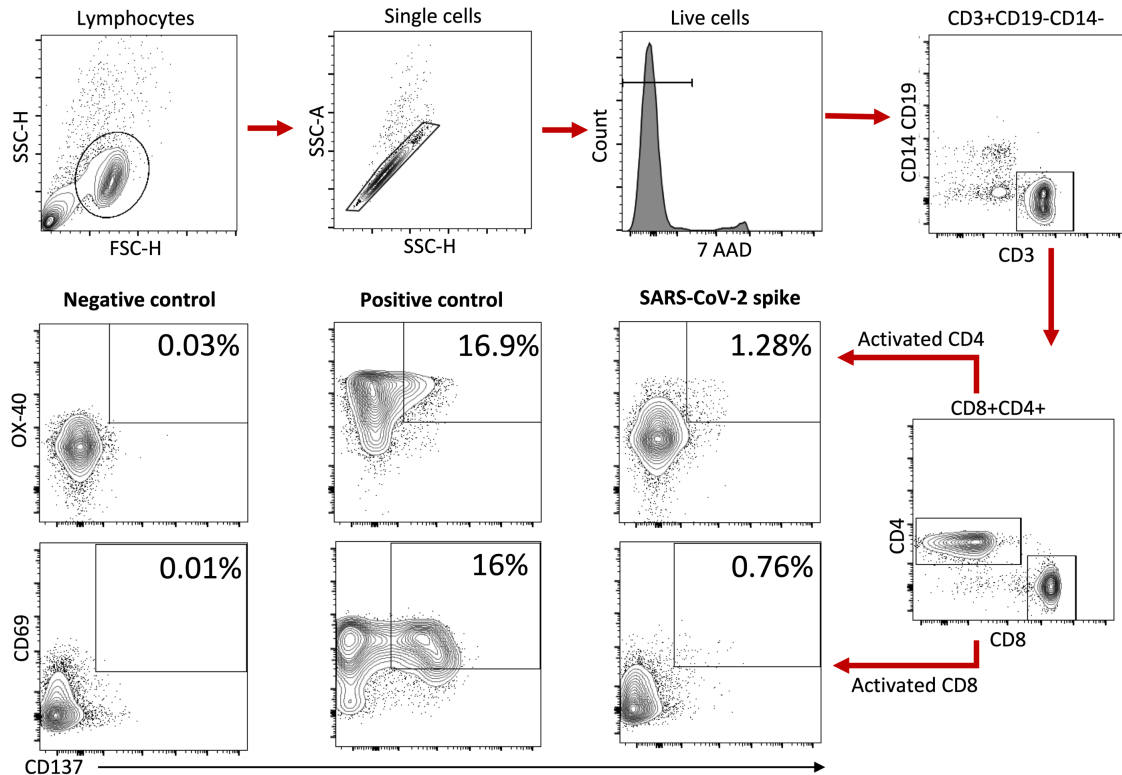 Lymphocytes
Single cells
Live cells
CD3+CD19-CD14-
SSC-H
FSC-H
SSC-A
SSC-H
Count
7 AAD
CD14 CD19
CD3
Negative control
Positive control
SARS-CoV-2 spike
Activated CD4
OX-40
0.03%
16.9%
1.28%
CD8+CD4+
CD4
CD8
CD69
0.01%
16%
0.76%
Activated CD8
CD137